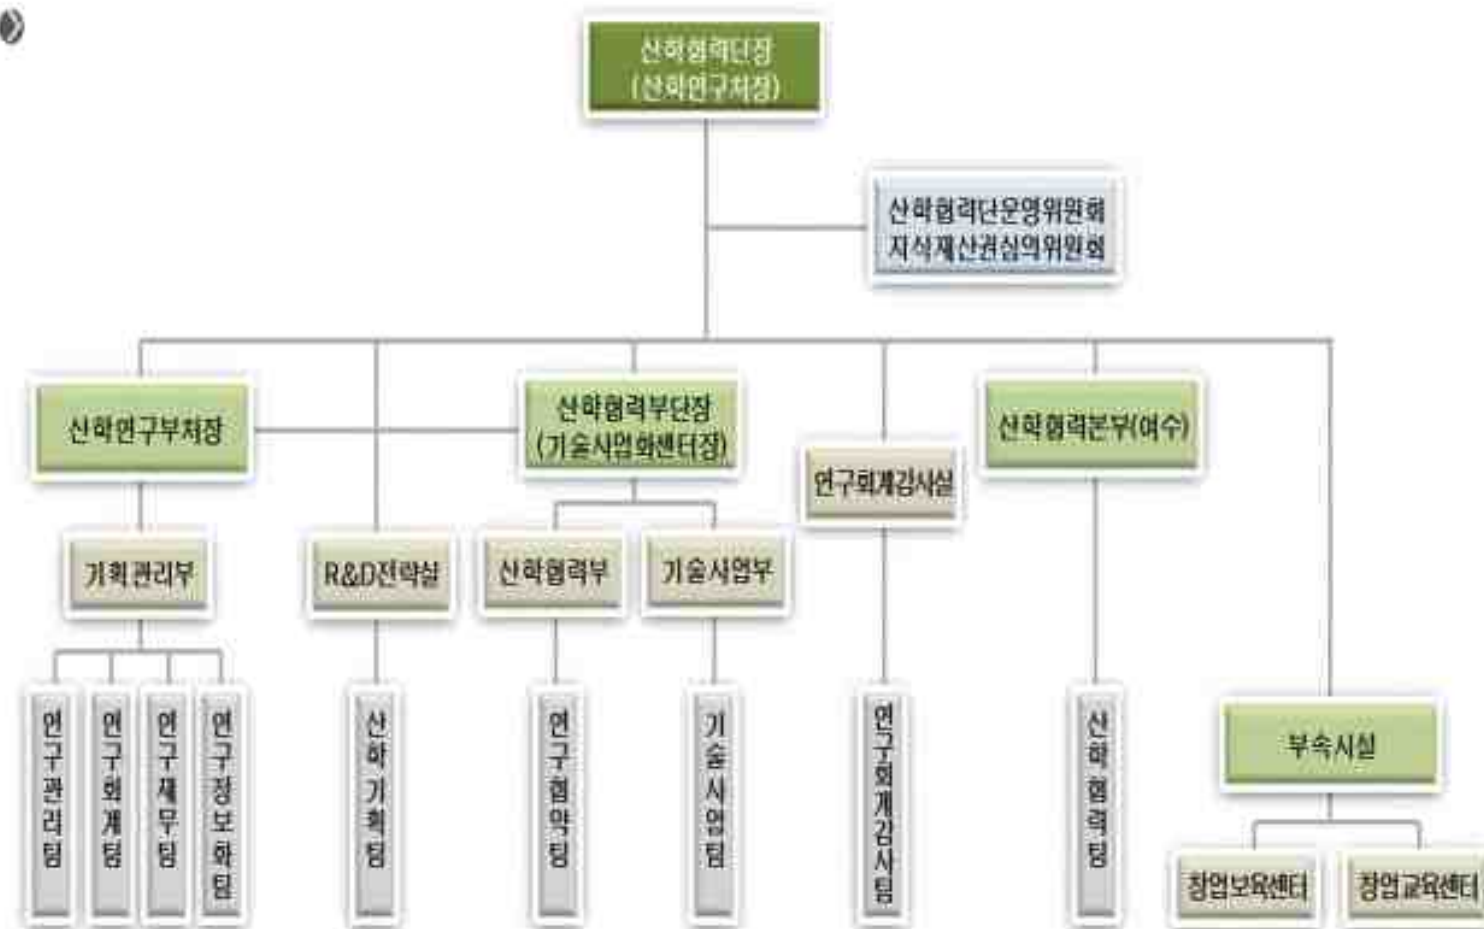 산학협력단장
(산학연구처장)
산학협력단운영위원회
지식재산권심의위원회
산학연구부처장
산학협력부단장
(기술사업화센터장)
연구회계감사실
산학협력본부(여수)
기획관리부
R&D전략실
산학협력부
기술사업부
연구관리팀
연구회계팀
연구재무팀
연구정보화팀
산학기획팀
연구협약팀
기술사업팀
연구회계감사팀
산학협력팀
부속시설
창업보육센터
창업교육센터